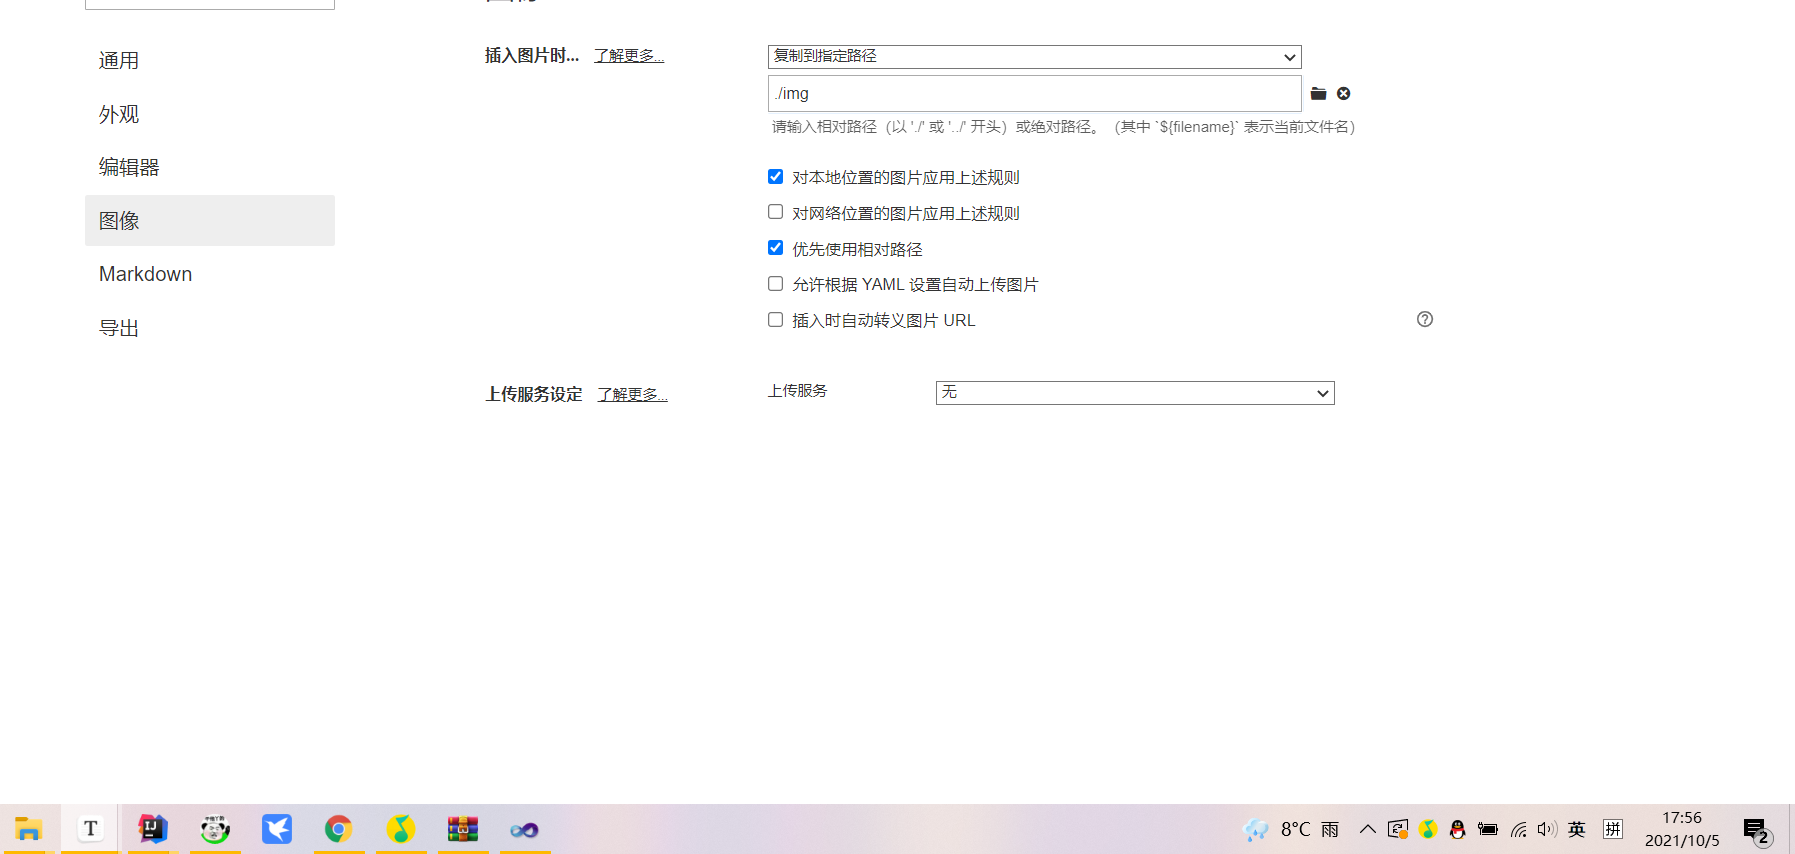 通用
外观
编辑器
图像
Markdown
导出
插入图片时... 了解更多...
复制到指定路径
./img
请输入相对路径（以 './' 或 '../' 开头）或绝对路径。（其中 `${filename}` 表示当前文件名）
对本地位置的图片应用上述规则
对网络位置的图片应用上述规则
优先使用相对路径
允许根据 YAML 设置自动上传图片
插入时自动转义图片 URL
上传服务设定 了解更多...
上传服务 无
T
IJ
8°C 雨
英
拼
17:56
2021/10/5
2